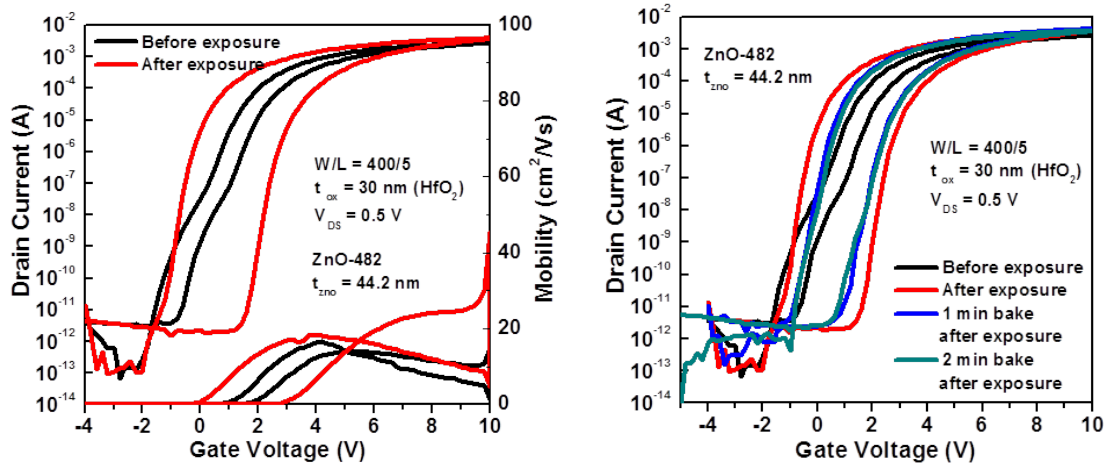 10⁻²
10⁻³
10⁻⁴
10⁻⁵
10⁻⁶
10⁻⁷
10⁻⁸
10⁻⁹
10⁻¹⁰
10⁻¹¹
10⁻¹²
10⁻¹³
10⁻¹⁴
Drain Current (A)
Before exposure
After exposure
W/L = 400/5
t ox = 30 nm (HfO₂)
V DS = 0.5 V
ZnO-482
t zno = 44.2 nm
100
80
60
40
20
0
Mobility (cm²/Vs)
-4 -2 0 2 4 6 8 10
Gate Voltage (V)
10⁻²
10⁻³
10⁻⁴
10⁻⁵
10⁻⁶
10⁻⁷
10⁻⁸
10⁻⁹
10⁻¹⁰
10⁻¹¹
10⁻¹²
10⁻¹³
10⁻¹⁴
Drain Current (A)
ZnO-482
t zno = 44.2 nm
W/L = 400/5
t ox = 30 nm (HfO₂)
V DS = 0.5 V
Before exposure
After exposure
1 min bake
after exposure
2 min bake
after exposure
-4 -2 0 2 4 6 8 10
Gate Voltage (V)